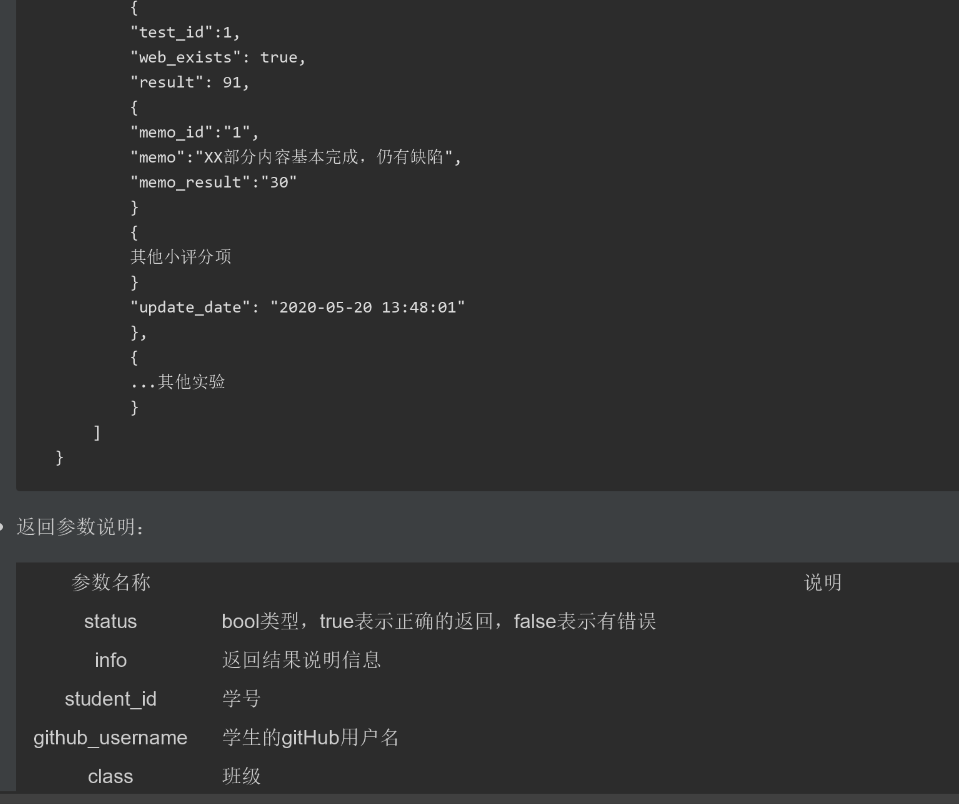 {
"test_id":1,
"web_exists": true,
"result": 91,
{
"memo_id":"1",
"memo":"XX部分内容基本完成，仍有缺陷",
"memo_result":"30"
}
{
其他小评分项
}
"update_date": "2020-05-20 13:48:01"
},
{
...其他实验
}
]
}
返回参数说明：
参数名称 说明
status bool类型，true表示正确的返回，false表示有错误
info 返回结果说明信息
student_id 学号
github_username 学生的gitHub用户名
class 班级